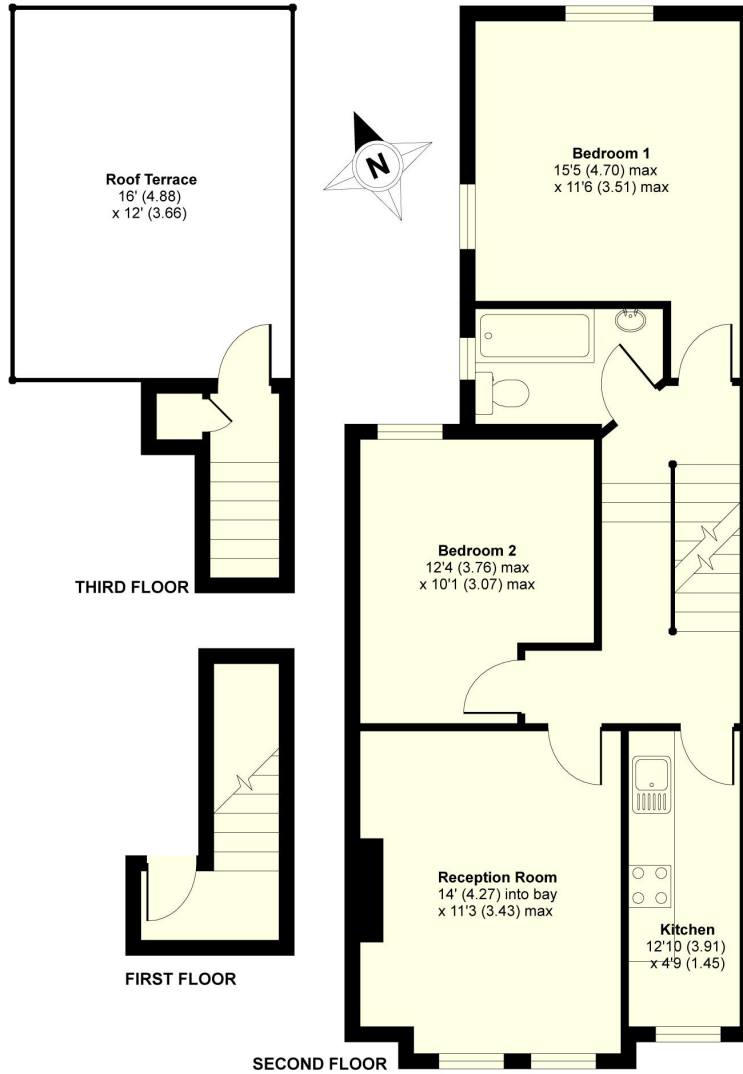 Roof Terrace
16' (4.88)
x 12' (3.66)
N
Bedroom 1
15'5 (4.70) max
x 11'6 (3.51) max
THIRD FLOOR
Bedroom 2
12'4 (3.76) max
x 10'1 (3.07) max
FIRST FLOOR
Reception Room
14' (4.27) into bay
x 11'3 (3.43) max
Kitchen
12'10 (3.91)
x 4'9 (1.45)
SECOND FLOOR